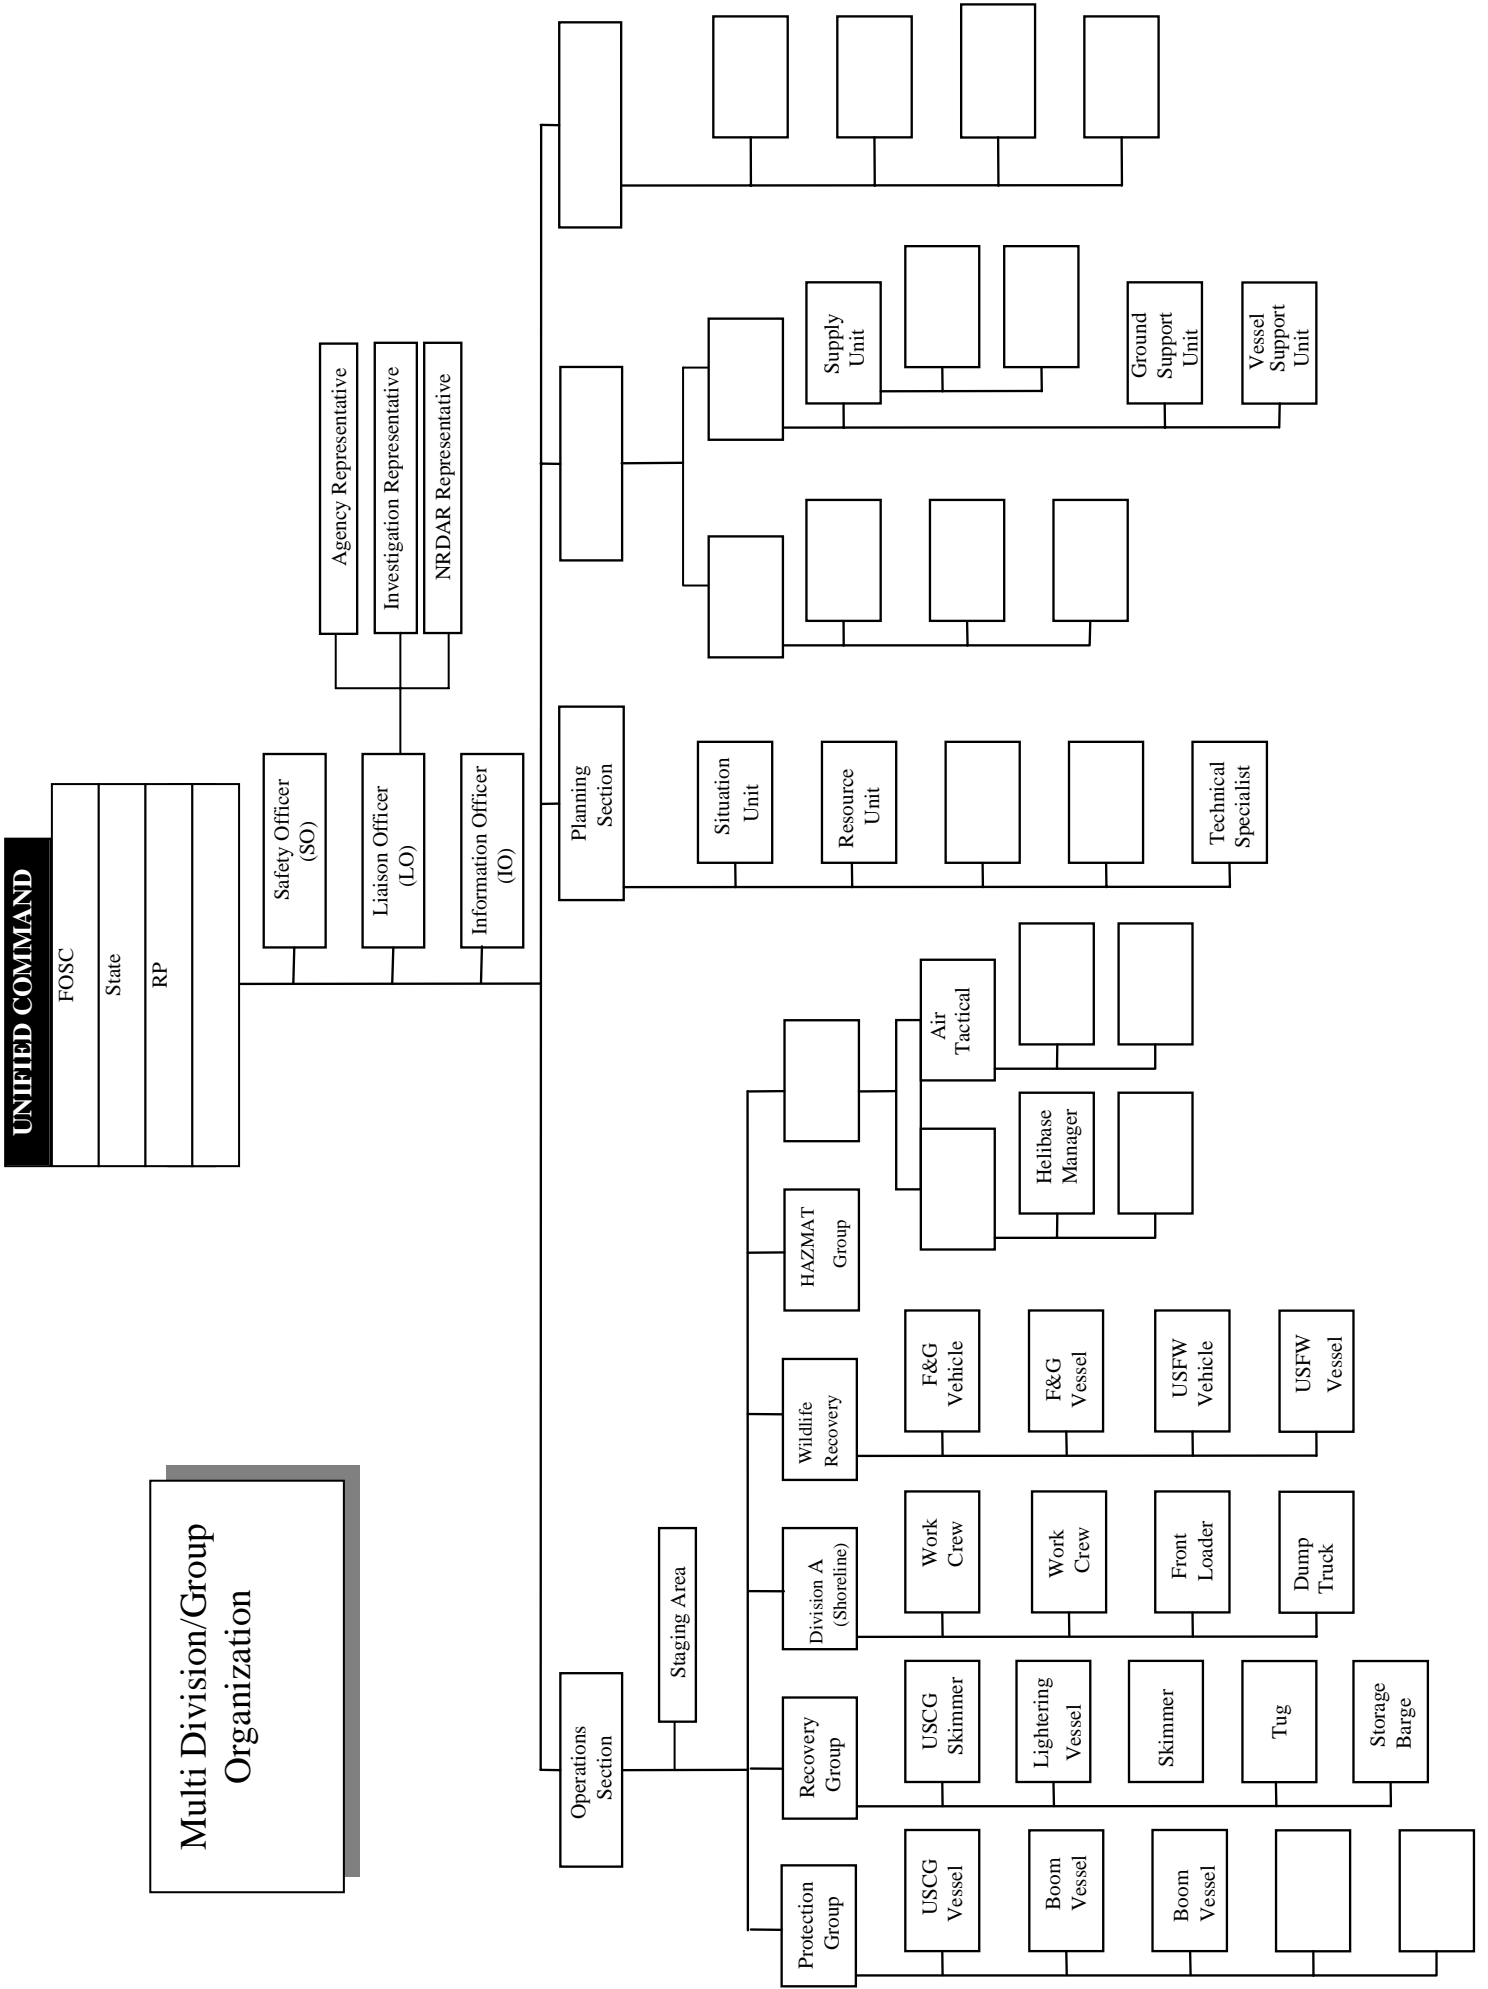 Multi Division/Group
Organization
UNIFIED COMMAND
FOSC
State
RP
Safety Officer
(SO)
Liaison Officer
(LO)
Information Officer
(IO)
Agency Representative
Investigation Representative
NRDAR Representative
Operations
Section
Planning
Section
Staging Area
Protection
Group
Recovery
Group
Division A
(Shoreline)
Wildlife
Recovery
HAZMAT
Group
USCG
Vessel
Boom
Vessel
Boom
Vessel
USCG
Skimmer
Lightering
Vessel
Skimmer
Tug
Storage
Barge
Work
Crew
Work
Crew
Front
Loader
Dump
Truck
F&G
Vehicle
F&G
Vessel
USFW
Vehicle
USFW
Vessel
Air
Tactical
Helibase
Manager
Situation
Unit
Resource
Unit
Technical
Specialist
Supply
Unit
Ground
Support
Unit
Vessel
Support
Unit